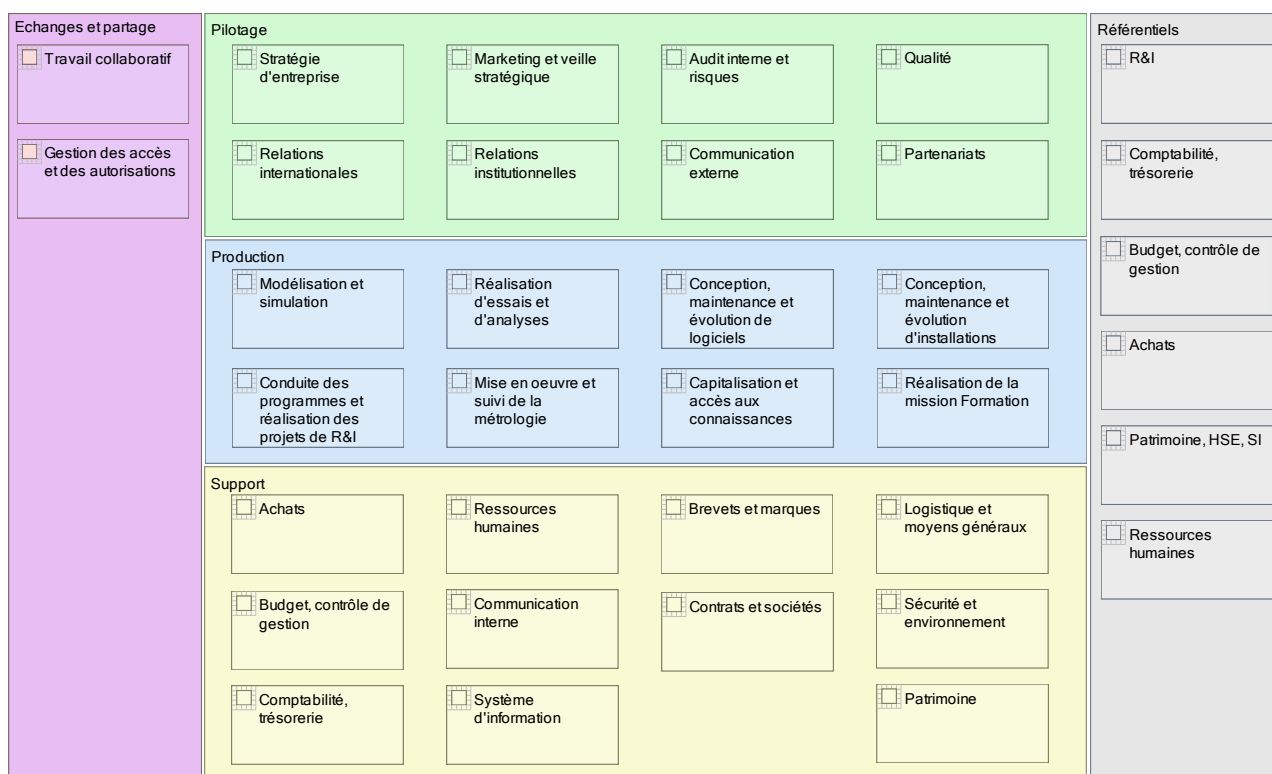 Echanges et partage
Travail collaboratif
Gestion des accès
et des autorisations
Pilotage
Stratégie
d'entreprise
Marketing et veille
stratégique
Audit interne et
risques
Qualité
Relations
internationales
Relations
institutionnelles
Communication
externe
Partenariats
Production
Modélisation et
simulation
Réalisation
d'essais et
d'analyses
Conception,
maintenance et
évolution de
logiciels
Conception,
maintenance et
évolution
d'installations
Conduite des
programmes et
réalisation des
projets de R&I
Mise en oeuvre et
suivi de la
métrologie
Capitalisation et
accès aux
connaissances
Réalisation de la
mission Formation
Support
Achats
Ressources
humaines
Brevets et marques
Logistique et
moyens généraux
Budget, contrôle de
gestion
Communication
interne
Contrats et sociétés
Sécurité et
environnement
Comptabilité,
trésorerie
Système
d'information
Patrimoine
Référentiels
R&I
Comptabilité,
trésorerie
Budget, contrôle de
gestion
Achats
Patrimoine, HSE, SI
Ressources
humaines